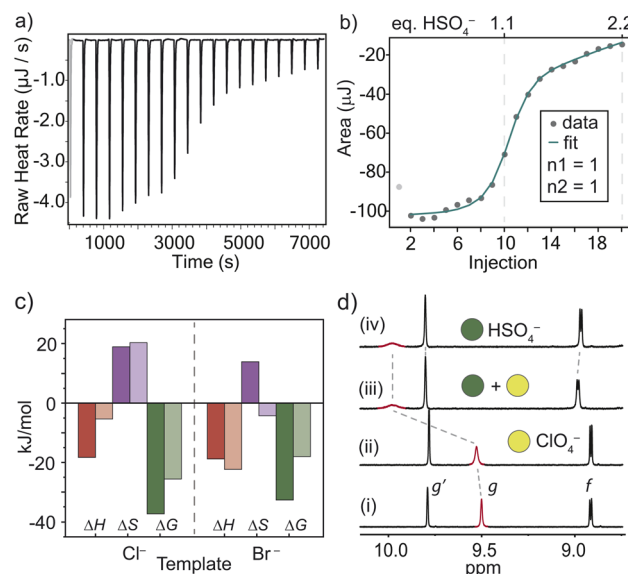 a)
Raw Heat Rate (µJ / s)
-1.0
-2.0
-3.0
-4.0
1000 3000 5000 7000
Time (s)
b)
eq. HSO₄⁻ 1.1 2.2
Area (µJ)
-20
-40
-60
-80
-100
data
fit
n1 = 1
n2 = 1
2 6 10 14 20
Injection
c)
kJ/mol
20
0
-20
-40
ΔH ΔS ΔG ΔH ΔS ΔG
Cl⁻ Template Br⁻
d)
(iv) HSO₄⁻
(iii) +
(ii) ClO₄⁻
(i) g' g f
10.0 9.5 9.0
ppm